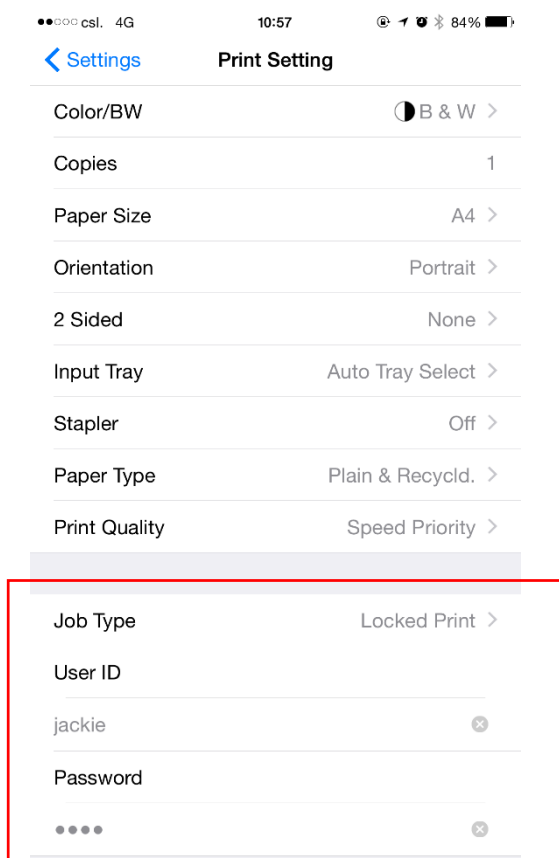 csl. 4G 10:57 84%
Settings Print Setting
Color/BW B & W
Copies 1
Paper Size A4
Orientation Portrait
2 Sided None
Input Tray Auto Tray Select
Stapler Off
Paper Type Plain & Recycld.
Print Quality Speed Priority
Job Type Locked Print
User ID
jackie
Password
••••